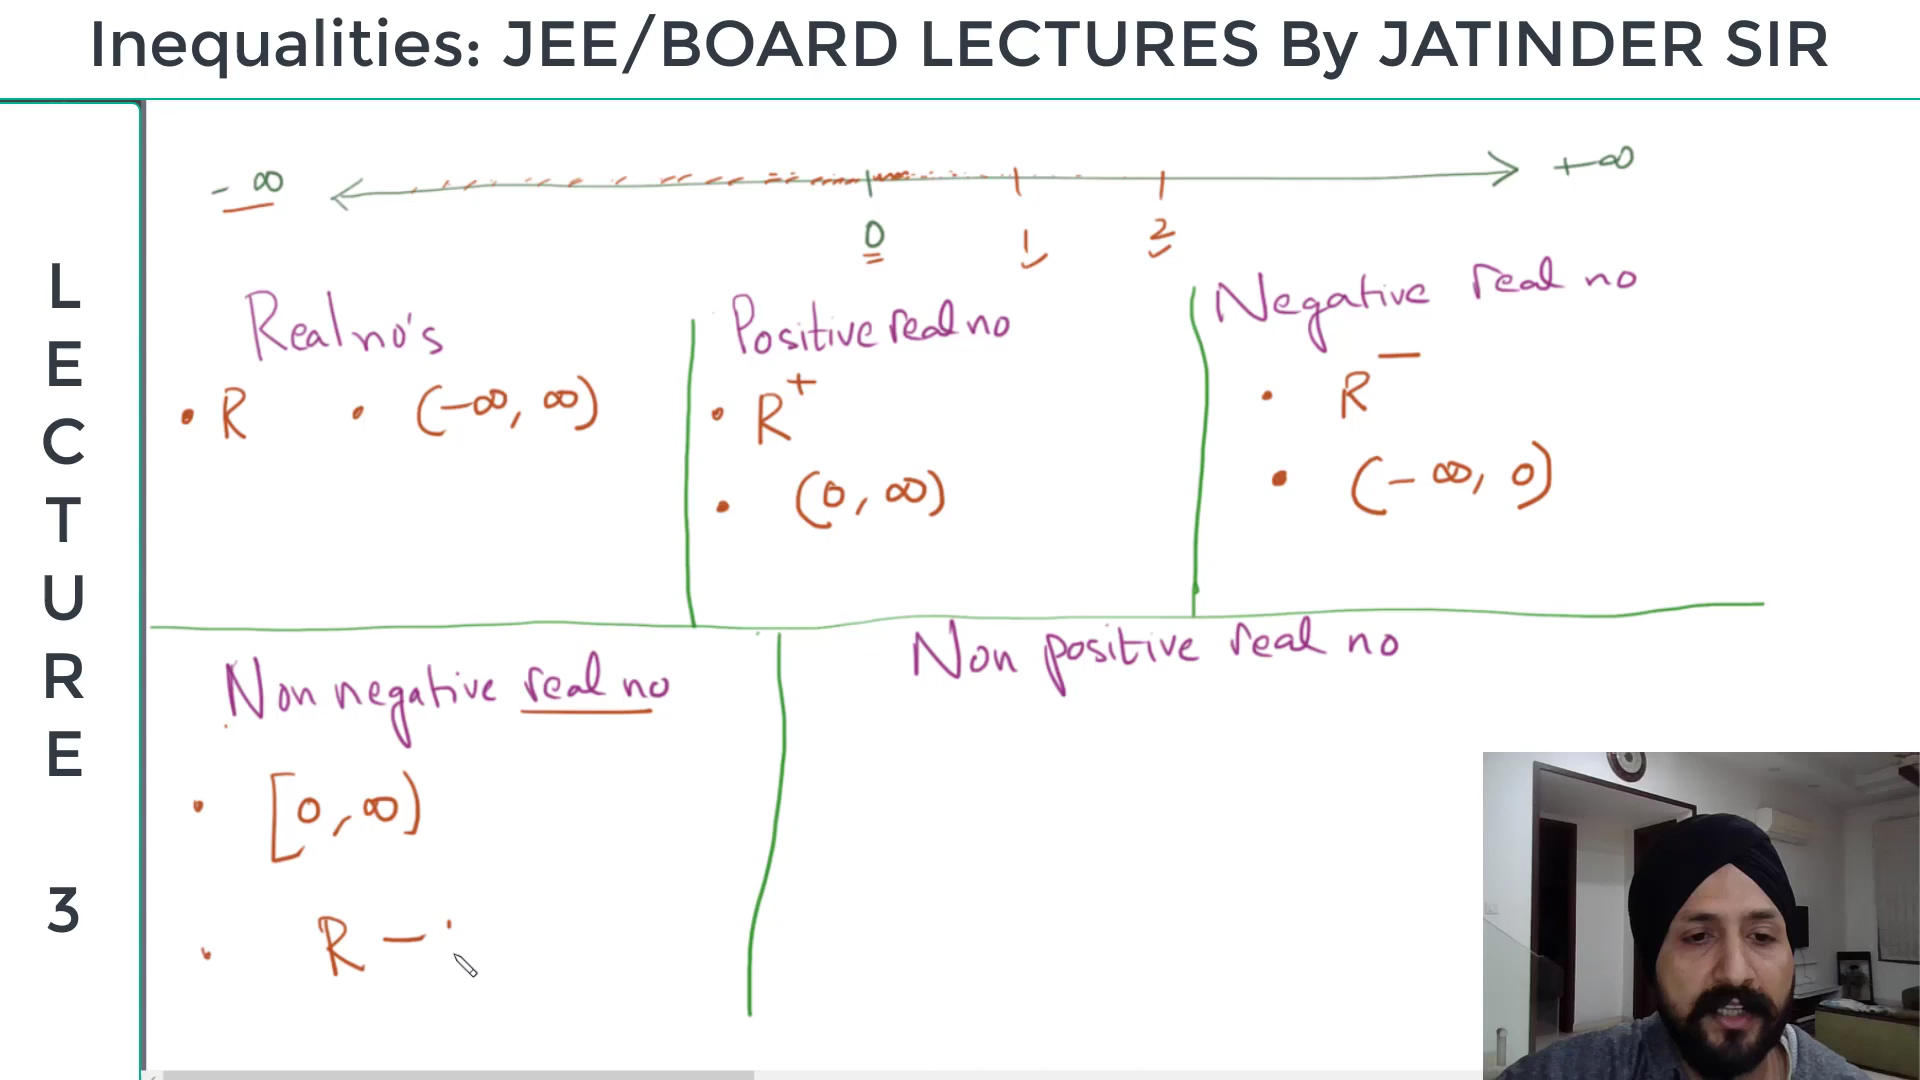 Inequalities: JEE/BOARD LECTURES By JATINDER SIR
LECTURE 3
- ∞
+∞
0
1
2
Real no's
• R • (-∞, ∞)
Positive real no
• R⁺
• (0, ∞)
Negative real no
• R⁻
• (-∞, 0)
Non negative real no
• [0, ∞)
• R -
Non positive real no